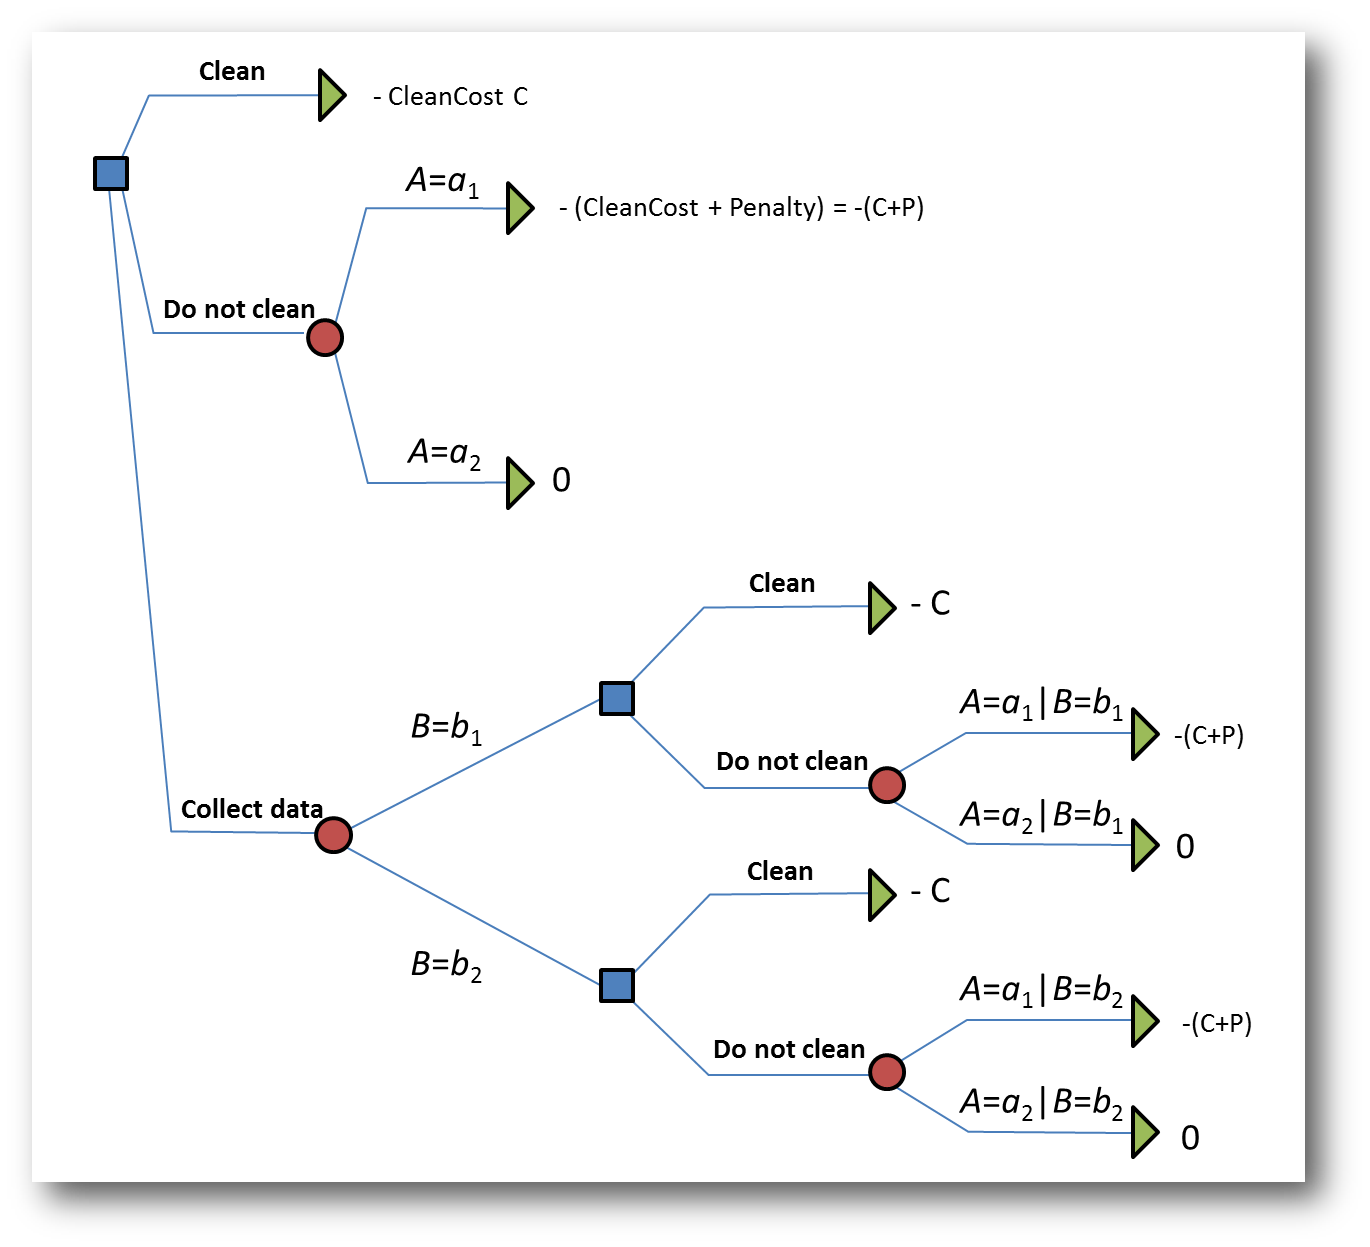 Clean
- CleanCost C
A=a₁
- (CleanCost + Penalty) = -(C+P)
Do not clean
A=a₂
0
Clean
- C
A=a₁|B=b₁
B=b₁
-(C+P)
Do not clean
Collect data
A=a₂|B=b₁
0
Clean
- C
B=b₂
A=a₁|B=b₂
-(C+P)
Do not clean
A=a₂|B=b₂
0